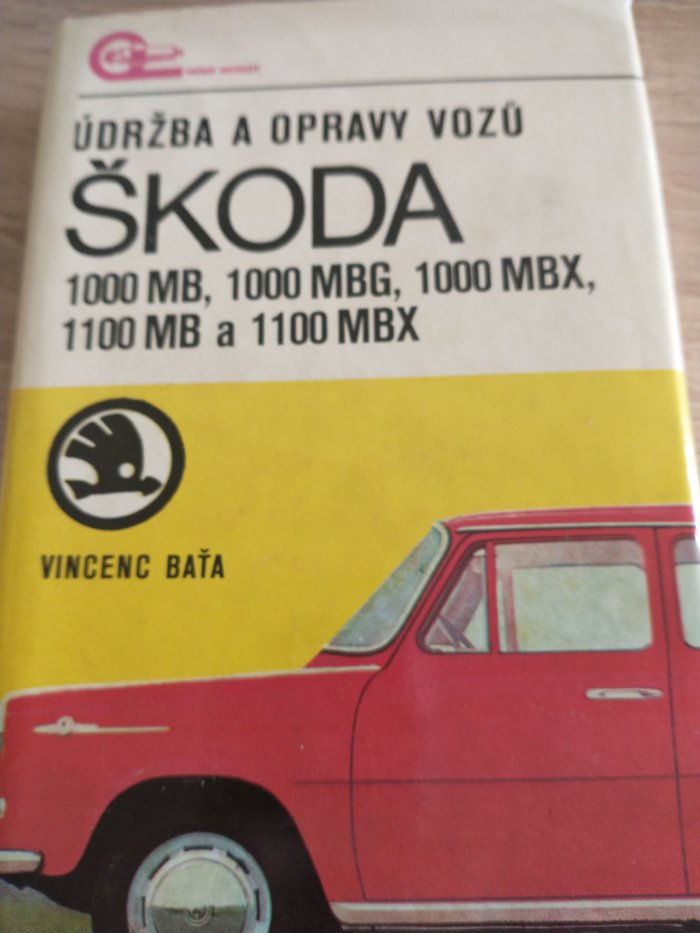 ÚDRŽBA A OPRAVY VOZŮ
ŠKODA
1000 MB, 1000 MBG, 1000 MBX,
1100 MB a 1100 MBX
VINCENC BAŤA